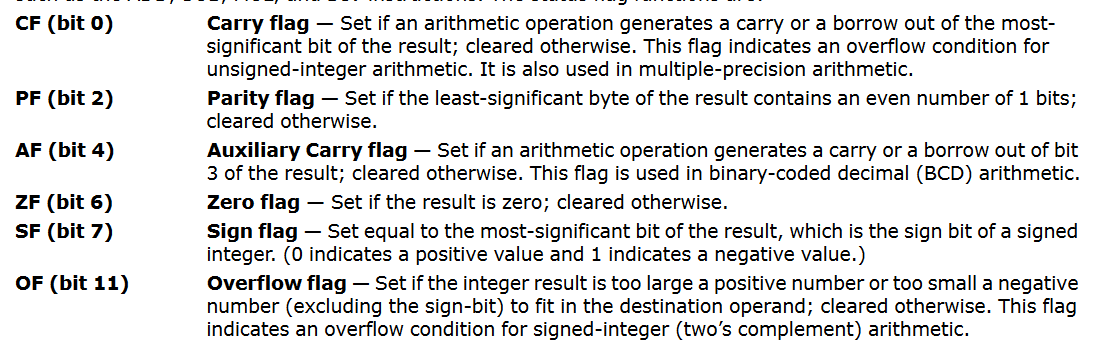 CF (bit 0) Carry flag — Set if an arithmetic operation generates a carry or a borrow out of the most-
significant bit of the result; cleared otherwise. This flag indicates an overflow condition for
unsigned-integer arithmetic. It is also used in multiple-precision arithmetic.
PF (bit 2) Parity flag — Set if the least-significant byte of the result contains an even number of 1 bits;
cleared otherwise.
AF (bit 4) Auxiliary Carry flag — Set if an arithmetic operation generates a carry or a borrow out of bit
3 of the result; cleared otherwise. This flag is used in binary-coded decimal (BCD) arithmetic.
ZF (bit 6) Zero flag — Set if the result is zero; cleared otherwise.
SF (bit 7) Sign flag — Set equal to the most-significant bit of the result, which is the sign bit of a signed
integer. (0 indicates a positive value and 1 indicates a negative value.)
OF (bit 11) Overflow flag — Set if the integer result is too large a positive number or too small a negative
number (excluding the sign-bit) to fit in the destination operand; cleared otherwise. This flag
indicates an overflow condition for signed-integer (two’s complement) arithmetic.